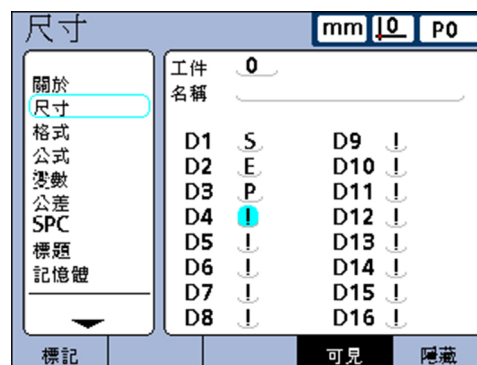 尺寸
mm 0 P0
關於
尺寸
格式
公式
變數
公差
SPC
標題
記憶體
工件 0
名稱
D1 S D9 !
D2 E D10 !
D3 P D11 !
D4 ! D12 !
D5 ! D13 !
D6 ! D14 !
D7 ! D15 !
D8 ! D16 !
標記 可見 隱藏